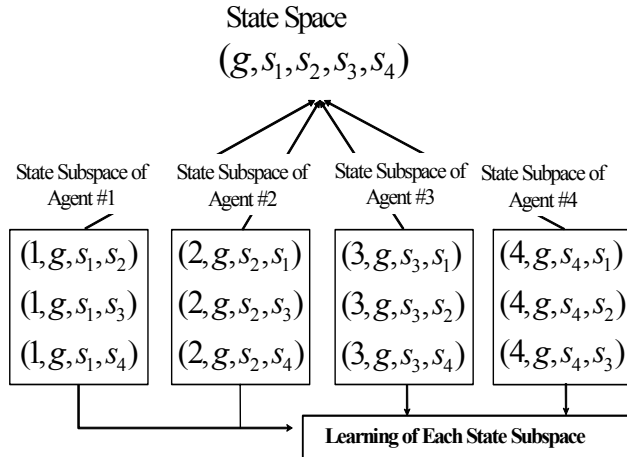 State Space
(g, s₁, s₂, s₃, s₄)
State Subspace of
Agent #1
State Subspace of
Agent #2
State Subspace of
Agent #3
State Subpace of
Agent #4
(1, g, s₁, s₂)
(1, g, s₁, s₃)
(1, g, s₁, s₄)
(2, g, s₂, s₁)
(2, g, s₂, s₃)
(2, g, s₂, s₄)
(3, g, s₃, s₁)
(3, g, s₃, s₂)
(3, g, s₃, s₄)
(4, g, s₄, s₁)
(4, g, s₄, s₂)
(4, g, s₄, s₃)
Learning of Each State Subspace